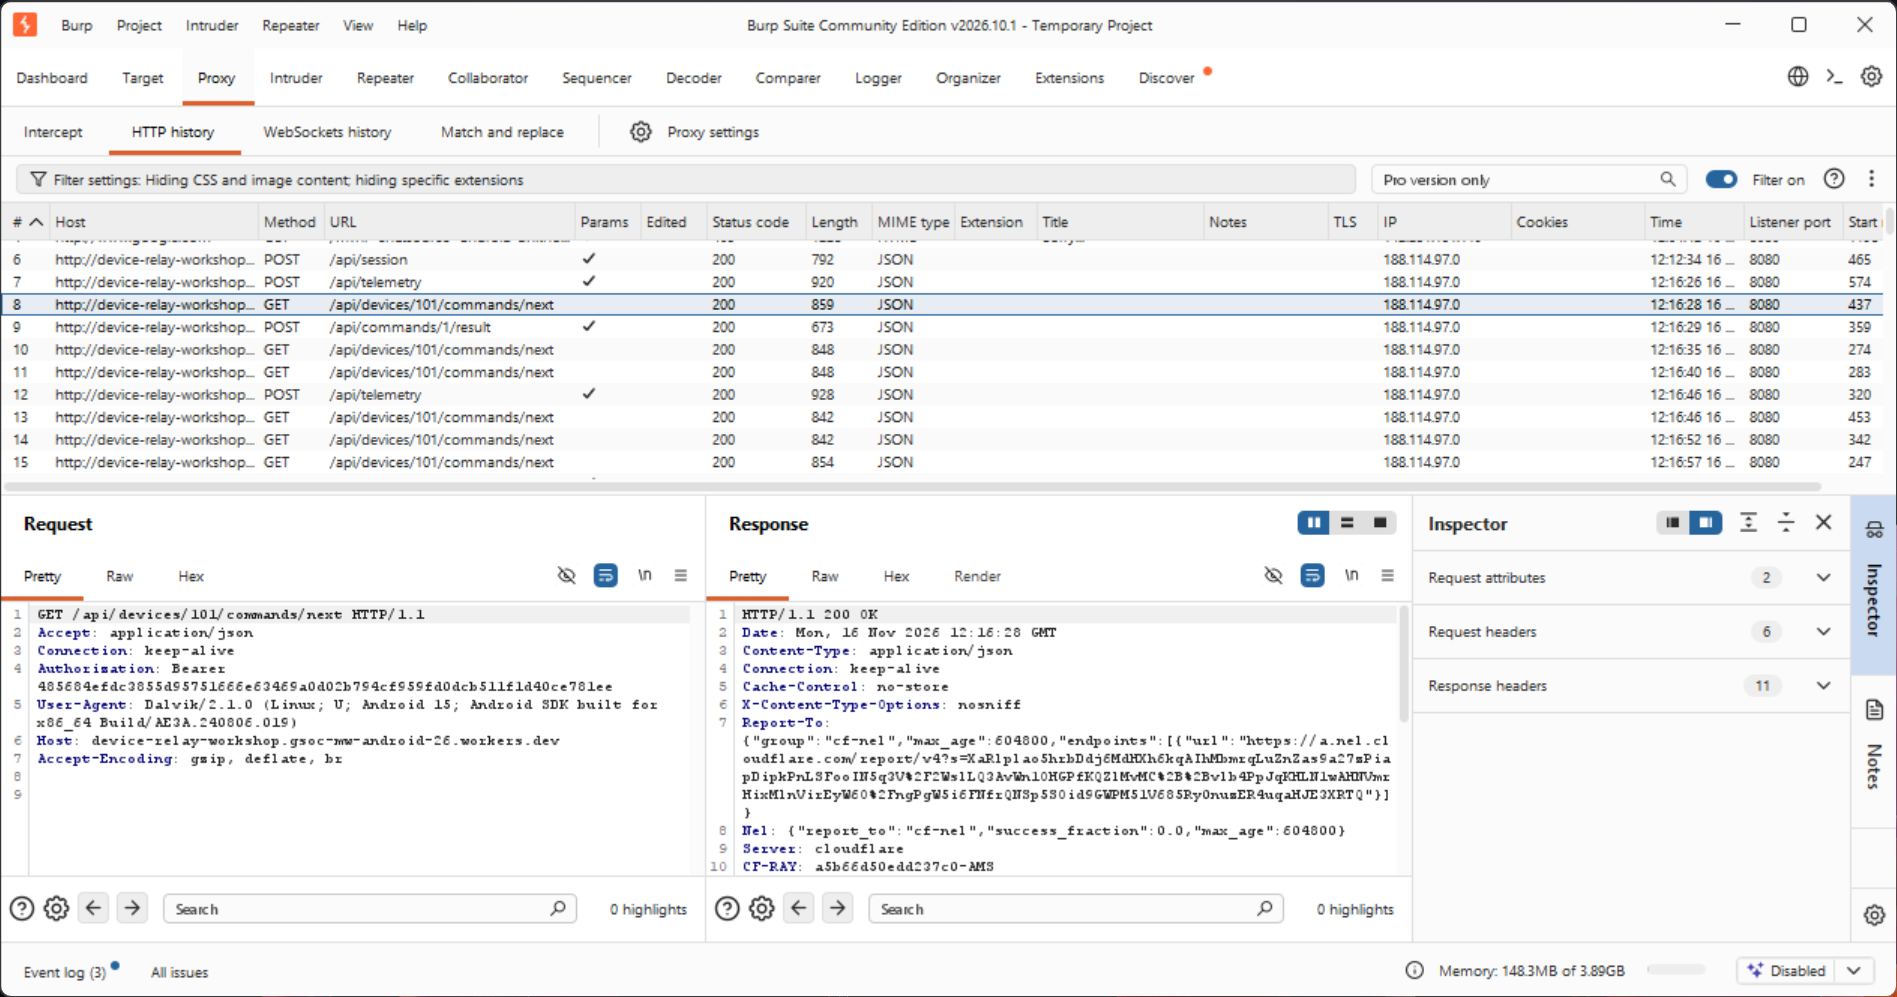 Burp Project Intruder Repeater View Help Burp Suite Community Edition v2026.10.1 - Temporary Project
Dashboard Target Proxy Intruder Repeater Collaborator Sequencer Decoder Comparer Logger Organizer Extensions Discover
Intercept HTTP history WebSockets history Match and replace Proxy settings
Filter settings: Hiding CSS and image content; hiding specific extensions Pro version only Filter on
# Host Method URL Params Edited Status code Length MIME type Extension Title Notes TLS IP Cookies Time Listener port Start
6 http://device-relay-workshop... POST /api/session ✓ 200 792 JSON 188.114.97.0 12:12:34 16 ... 8080 465
7 http://device-relay-workshop... POST /api/telemetry ✓ 200 920 JSON 188.114.97.0 12:16:26 16 ... 8080 574
8 http://device-relay-workshop... GET /api/devices/101/commands/next 200 859 JSON 188.114.97.0 12:16:28 16 ... 8080 437
9 http://device-relay-workshop... POST /api/commands/1/result ✓ 200 673 JSON 188.114.97.0 12:16:29 16 ... 8080 359
10 http://device-relay-workshop... GET /api/devices/101/commands/next 200 848 JSON 188.114.97.0 12:16:35 16 ... 8080 274
11 http://device-relay-workshop... GET /api/devices/101/commands/next 200 848 JSON 188.114.97.0 12:16:40 16 ... 8080 283
12 http://device-relay-workshop... POST /api/telemetry ✓ 200 928 JSON 188.114.97.0 12:16:46 16 ... 8080 320
13 http://device-relay-workshop... GET /api/devices/101/commands/next 200 842 JSON 188.114.97.0 12:16:46 16 ... 8080 453
14 http://device-relay-workshop... GET /api/devices/101/commands/next 200 842 JSON 188.114.97.0 12:16:52 16 ... 8080 342
15 http://device-relay-workshop... GET /api/devices/101/commands/next 200 854 JSON 188.114.97.0 12:16:57 16 ... 8080 247
Request
Pretty Raw Hex \n
1 GET /api/devices/101/commands/next HTTP/1.1
2 Accept: application/json
3 Connection: keep-alive
4 Authorization: Bearer
485684efdc3855d95751666e63469a0d02b794cf959fd0dcb511f1d40ce781ee
5 User-Agent: Dalvik/2.1.0 (Linux; U; Android 15; Android SDK built for
x86_64 Build/AE3A.240806.019)
6 Host: device-relay-workshop.gsoc-mw-android-26.workers.dev
7 Accept-Encoding: gzip, deflate, br
8
9
Search 0 highlights
Response
Pretty Raw Hex Render \n
1 HTTP/1.1 200 OK
2 Date: Mon, 16 Nov 2026 12:16:28 GMT
3 Content-Type: application/json
4 Connection: keep-alive
5 Cache-Control: no-store
6 X-Content-Type-Options: nosniff
7 Report-To:
{"group":"cf-nel","max_age":604800,"endpoints":[{"url":"https://a.nel.cl
oudflare.com/report/v4?s=
"}]
}
8 Nel: {"report_to":"cf-nel","success_fraction":0.0,"max_age":604800}
9 Server: cloudflare
10 CF-RAY: a5b66d50edd237c0-AMS
Search 0 highlights
Inspector
Request attributes 2
Request headers 6
Response headers 11
Inspector
Notes
Event log (3) All issues Memory: 148.3MB of 3.89GB Disabled